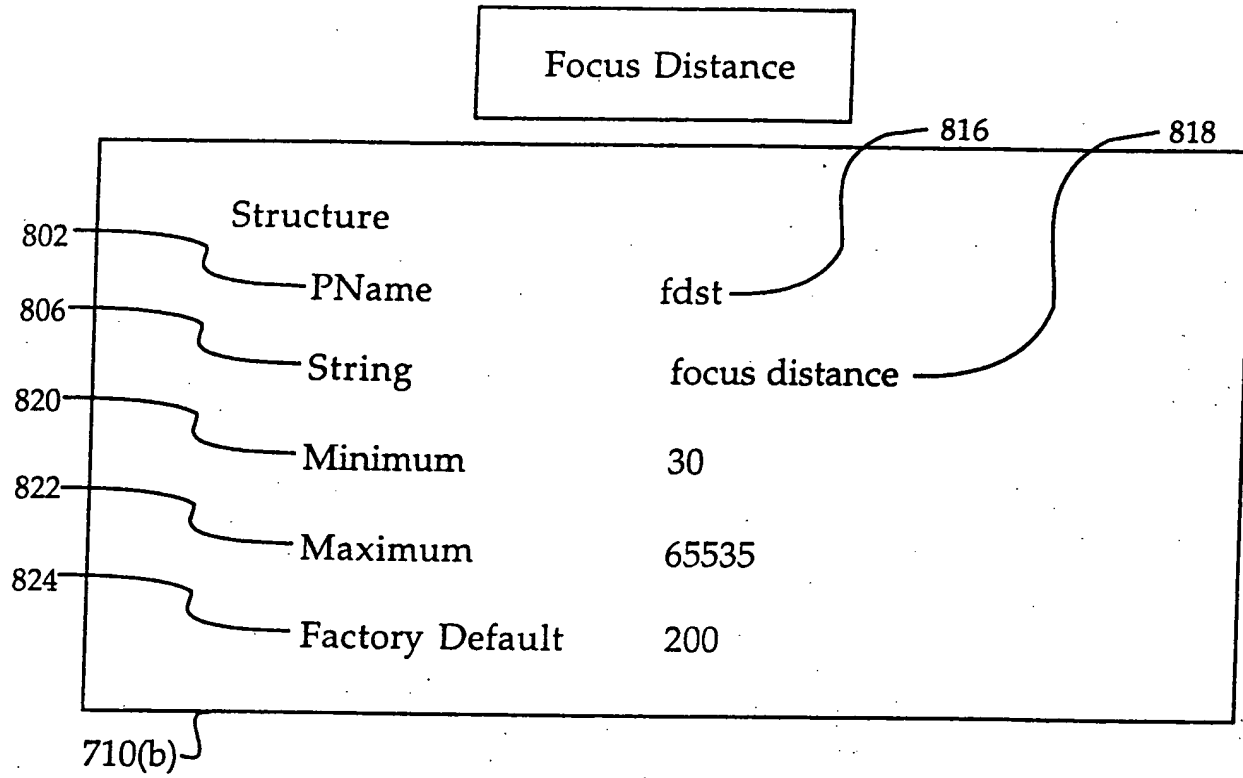 Focus Distance
816
818
Structure
802
PName fdst
806
String focus distance
820
Minimum 30
822
Maximum 65535
824
Factory Default 200
710(b)